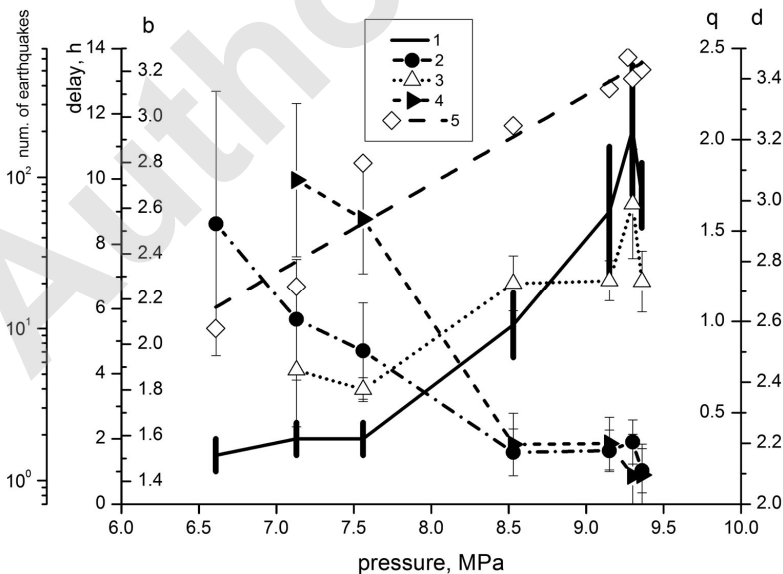 b q d
num. of earthquakes
delay, h
14 3.2 2.5 3.4
12 3.0 2.0 3.2
10² 10 2.8 3.0
2.6 1.5
8 2.4 2.8
2.2
10¹ 6 2.0 1.0 2.6
4 1.8 2.4
1.6 0.5
2 2.2
10⁰ 1.4
0 2.0
6.0 6.5 7.0 7.5 8.0 8.5 9.0 9.5 10.0
pressure, MPa
1
2
3
4
5
Autho